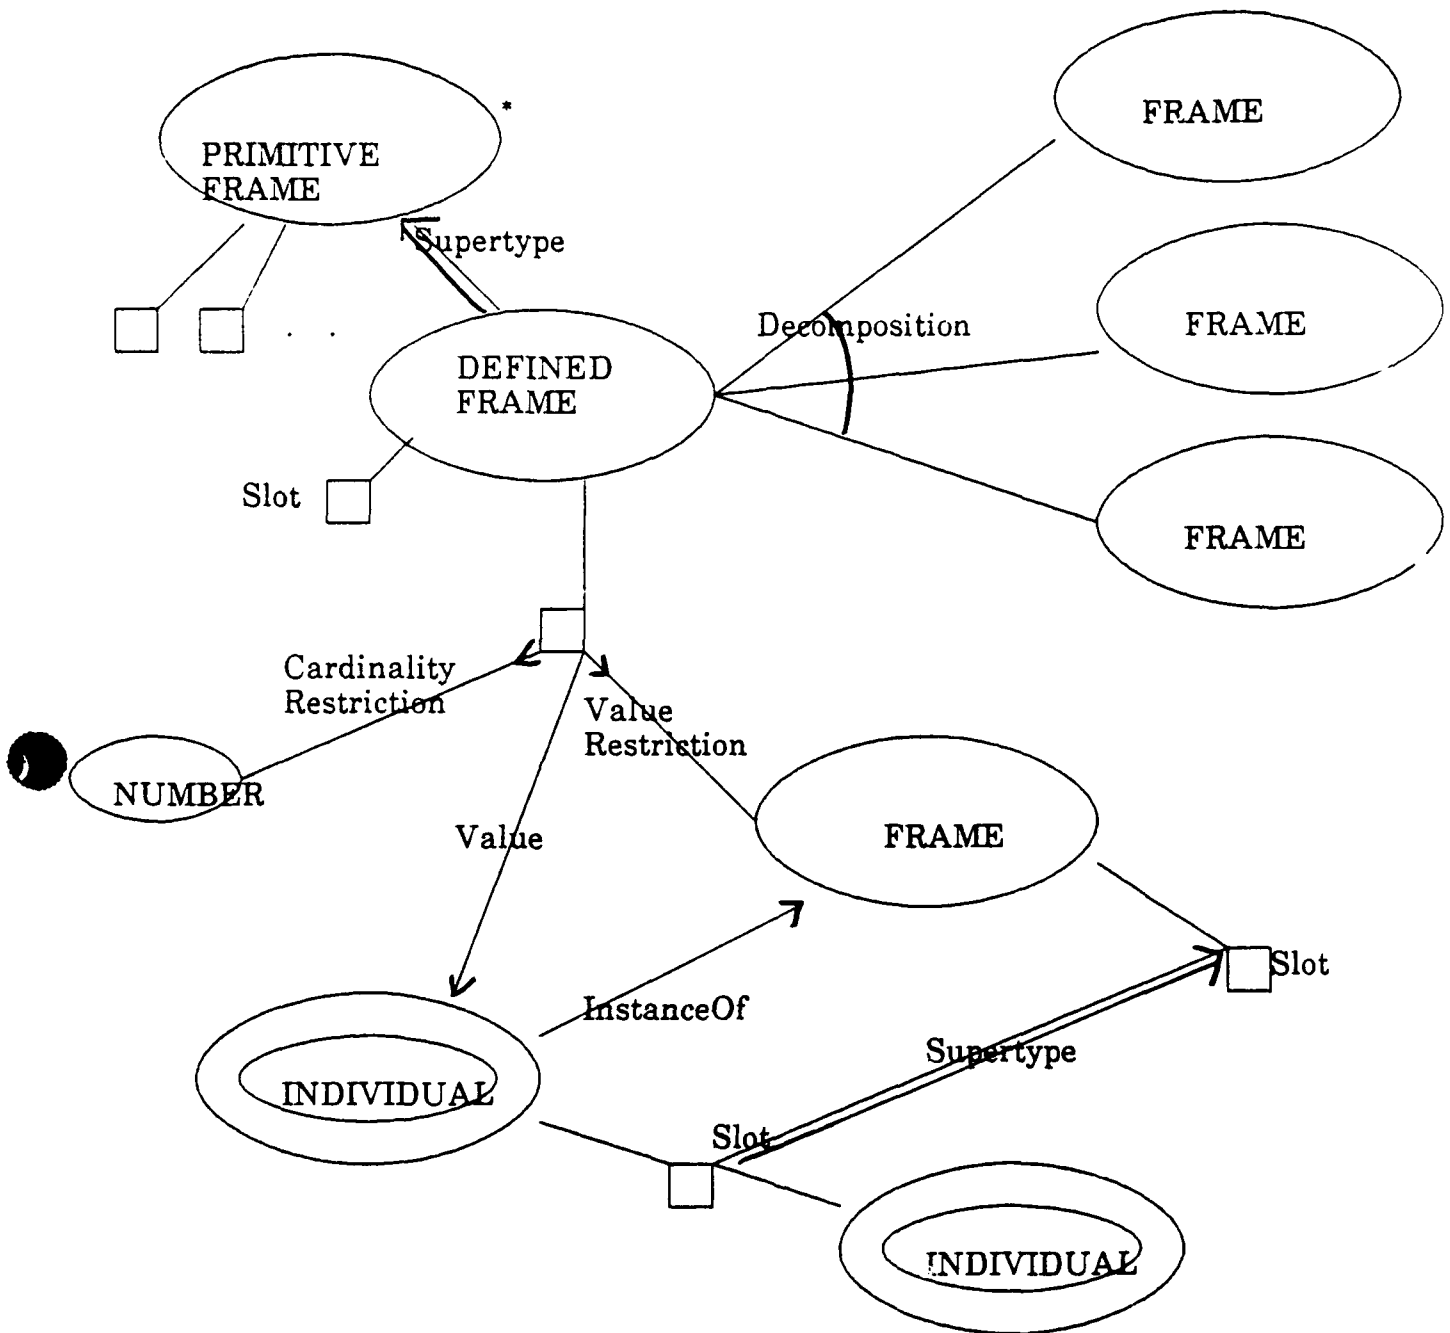 FRAME
*
PRIMITIVE
FRAME
Supertype
FRAME
Decomposition
. .
DEFINED
FRAME
Slot
FRAME
Cardinality
Restriction
Value
Restriction
NUMBER
Value
FRAME
Slot
InstanceOf
Supertype
INDIVIDUAL
Slot
INDIVIDUAL